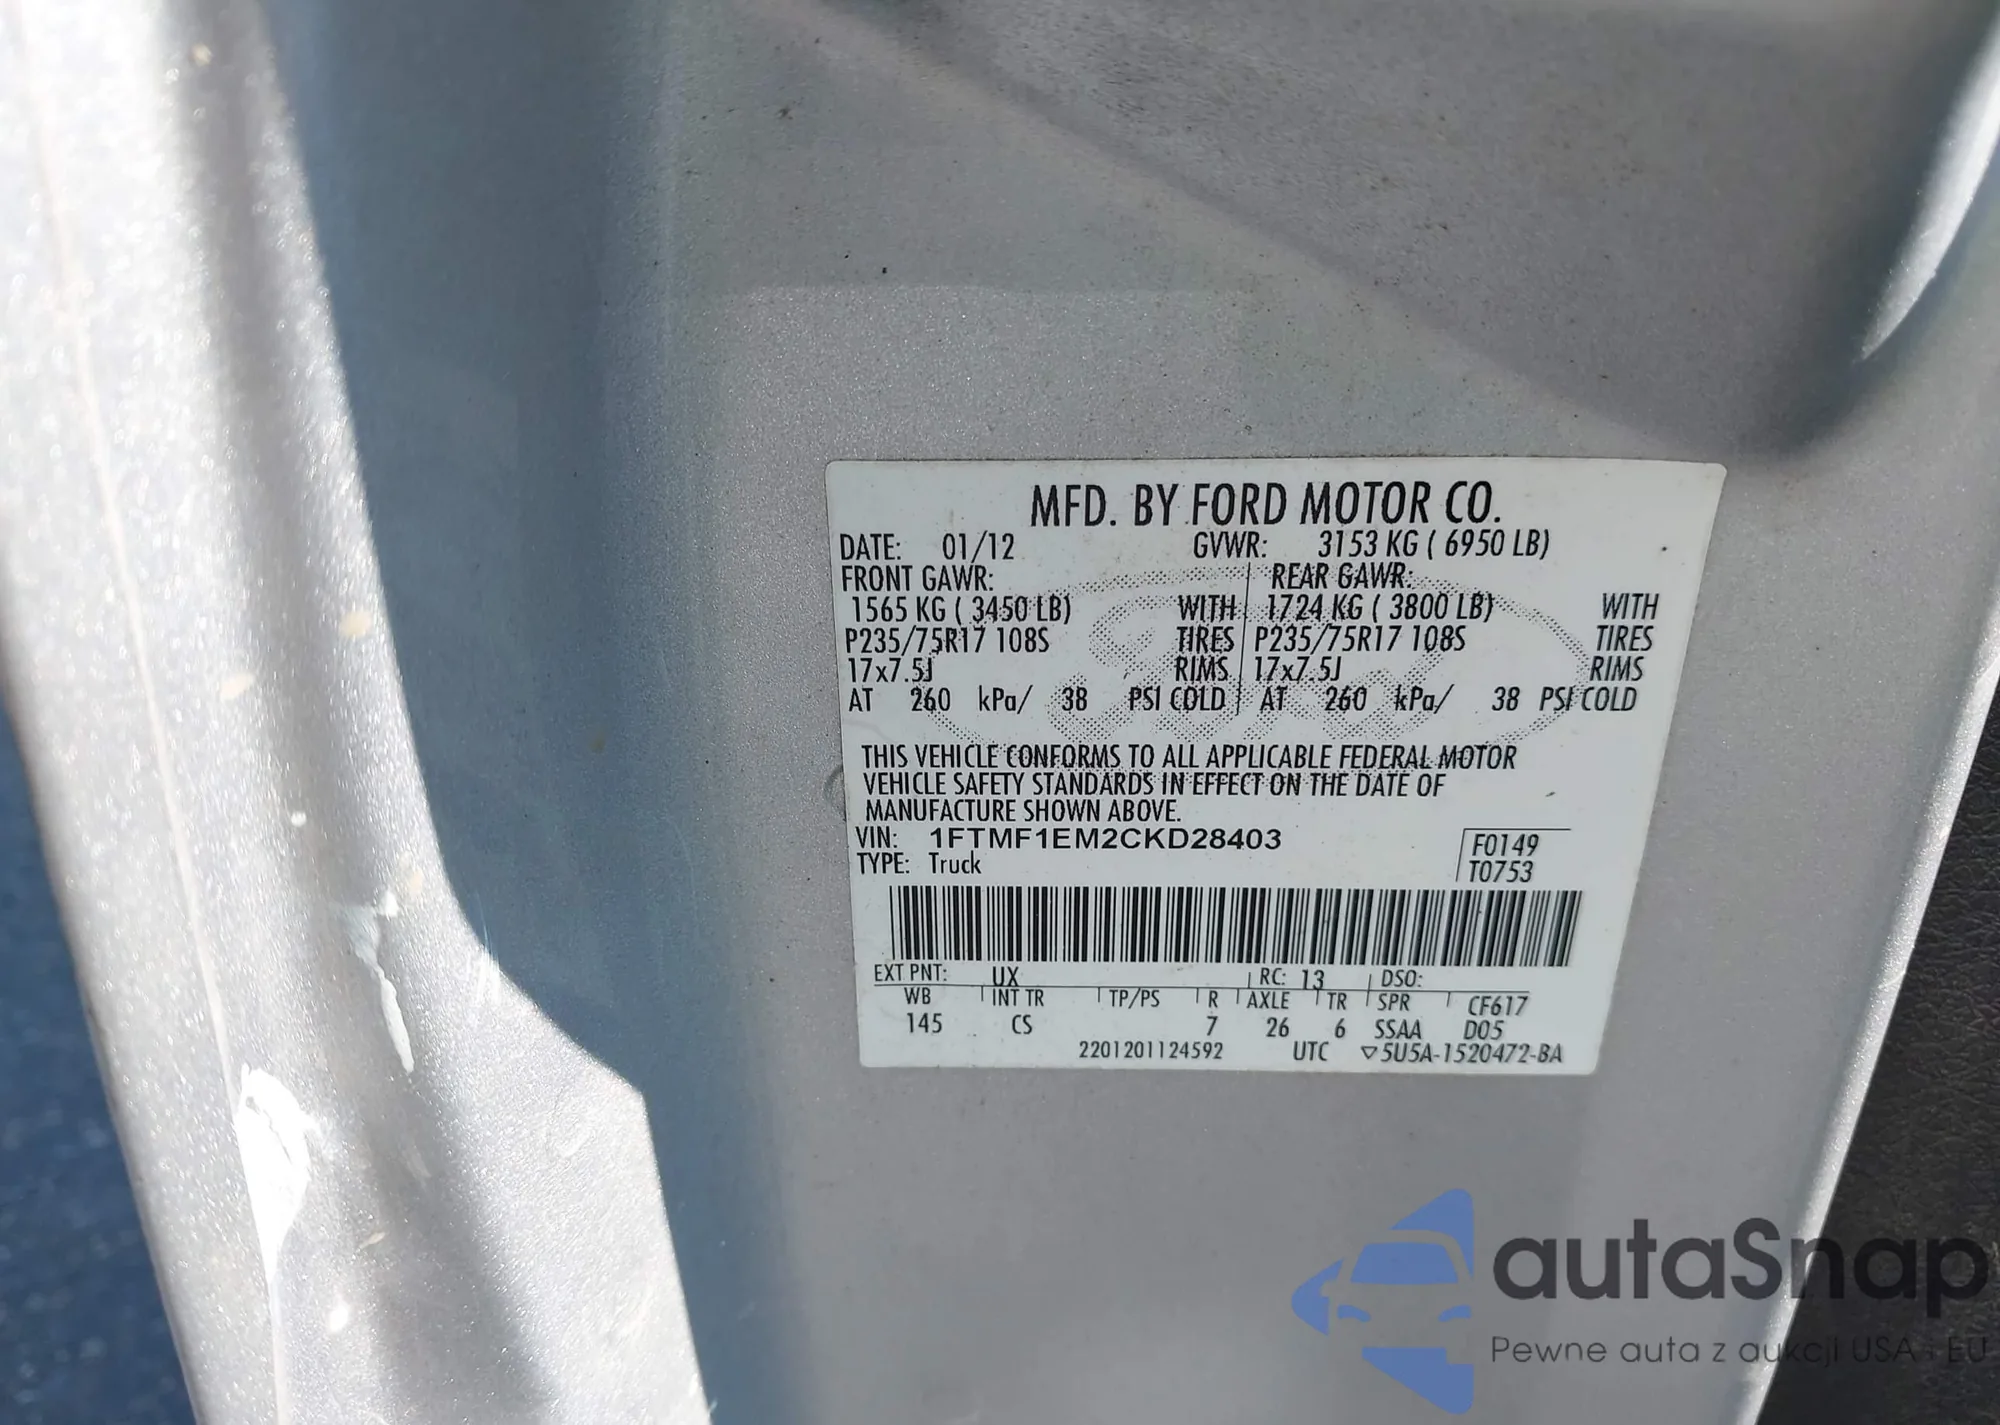 MFD. BY FORD MOTOR CO.
DATE: 01/12 GVWR: 3153 KG ( 6950 LB)
FRONT GAWR: REAR GAWR:
1565 KG ( 3450 LB) WITH 1724 KG ( 3800 LB) WITH
P235/75R17 108S TIRES P235/75R17 108S TIRES
17x7.5J RIMS 17x7.5J RIMS
AT 260 kPa/ 38 PSI COLD AT 260 kPa/ 38 PSI COLD
THIS VEHICLE CONFORMS TO ALL APPLICABLE FEDERAL MOTOR
VEHICLE SAFETY STANDARDS IN EFFECT ON THE DATE OF
MANUFACTURE SHOWN ABOVE.
VIN: 1FTMF1EM2CKD28403
TYPE: Truck
F0149
T0753
EXT PNT: UX RC: 13 DSO:
WB INT TR TP/PS R AXLE TR SPR CF617
145 CS 7 26 6 SSAA D05
2201201124592 UTC ▽5U5A-1520472-BA
autaSnap
Pewne auta z aukcji USA i EU